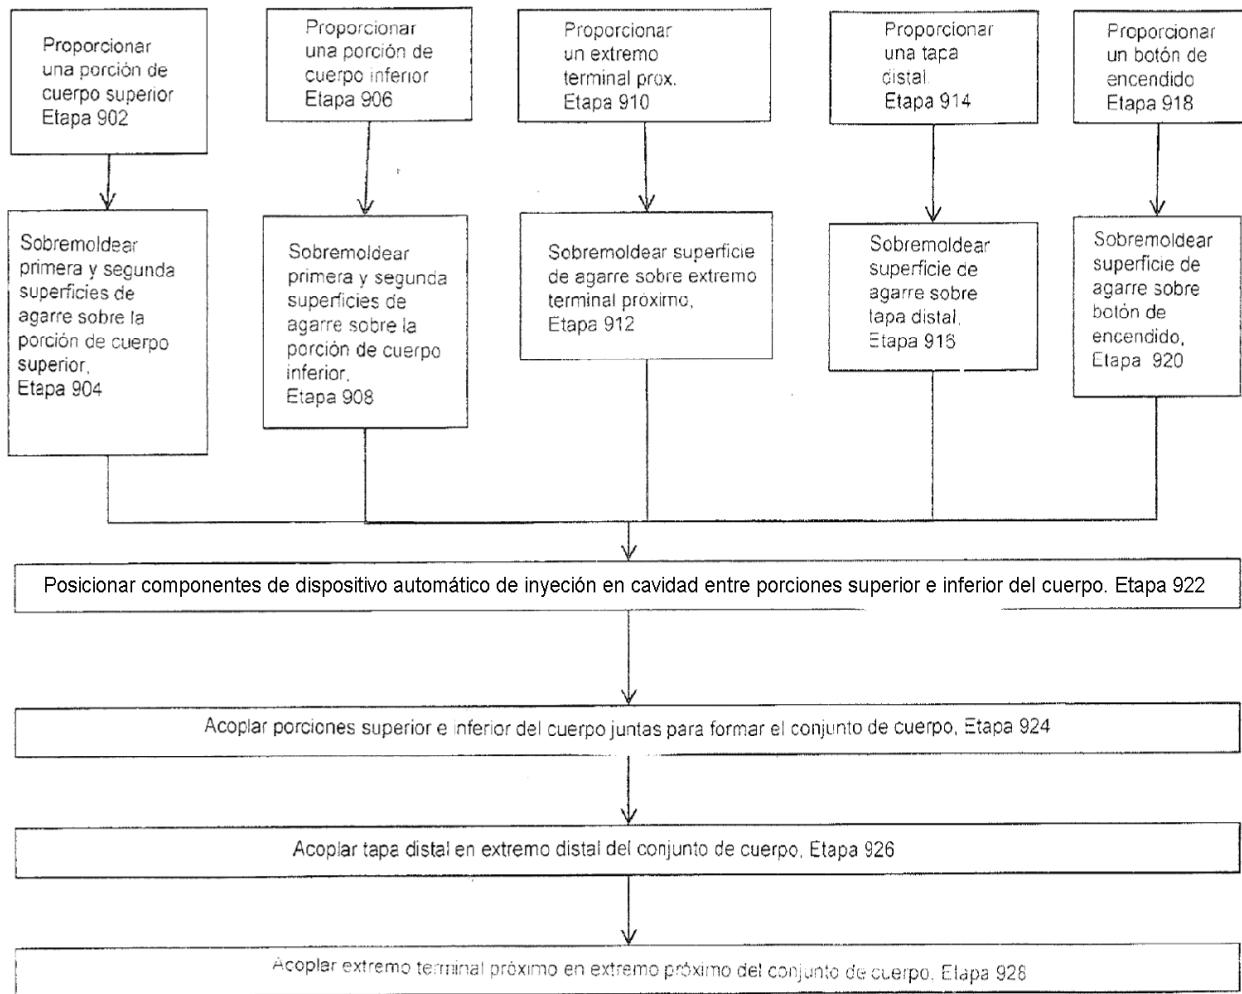 Proporcionar
una porción de
cuerpo superior
Etapa 902
Proporcionar
una porción de
cuerpo inferior
Etapa 906
Proporcionar
un extremo
terminal prox.
Etapa 910
Proporcionar
una tapa
distal
Etapa 914
Proporcionar
un botón de
encendido
Etapa 918
Sobremoldear
primera y segunda
superficies de
agarre sobre la
porción de cuerpo
superior,
Etapa 904
Sobremoldear
primera y segunda
superficies de
agarre sobre la
porción de cuerpo
inferior,
Etapa 908
Sobremoldear superficie
de agarre sobre extremo
terminal próximo,
Etapa 912
Sobremoldear
superficie de
agarre sobre
tapa distal,
Etapa 916
Sobremoldear
superficie de
agarre sobre
botón de
encendido,
Etapa 920
Posicionar componentes de dispositivo automático de inyeción en cavidad entre porciones superior e inferior del cuerpo. Etapa 922
Acoplar porciones superior e inferior del cuerpo juntas para formar el conjunto de cuerpo, Etapa 924
Acoplar tapa distal en extremo distal del conjunto de cuerpo, Etapa 926
Acoplar extremo terminal próximo en extremo próximo del conjunto de cuerpo, Etapa 928